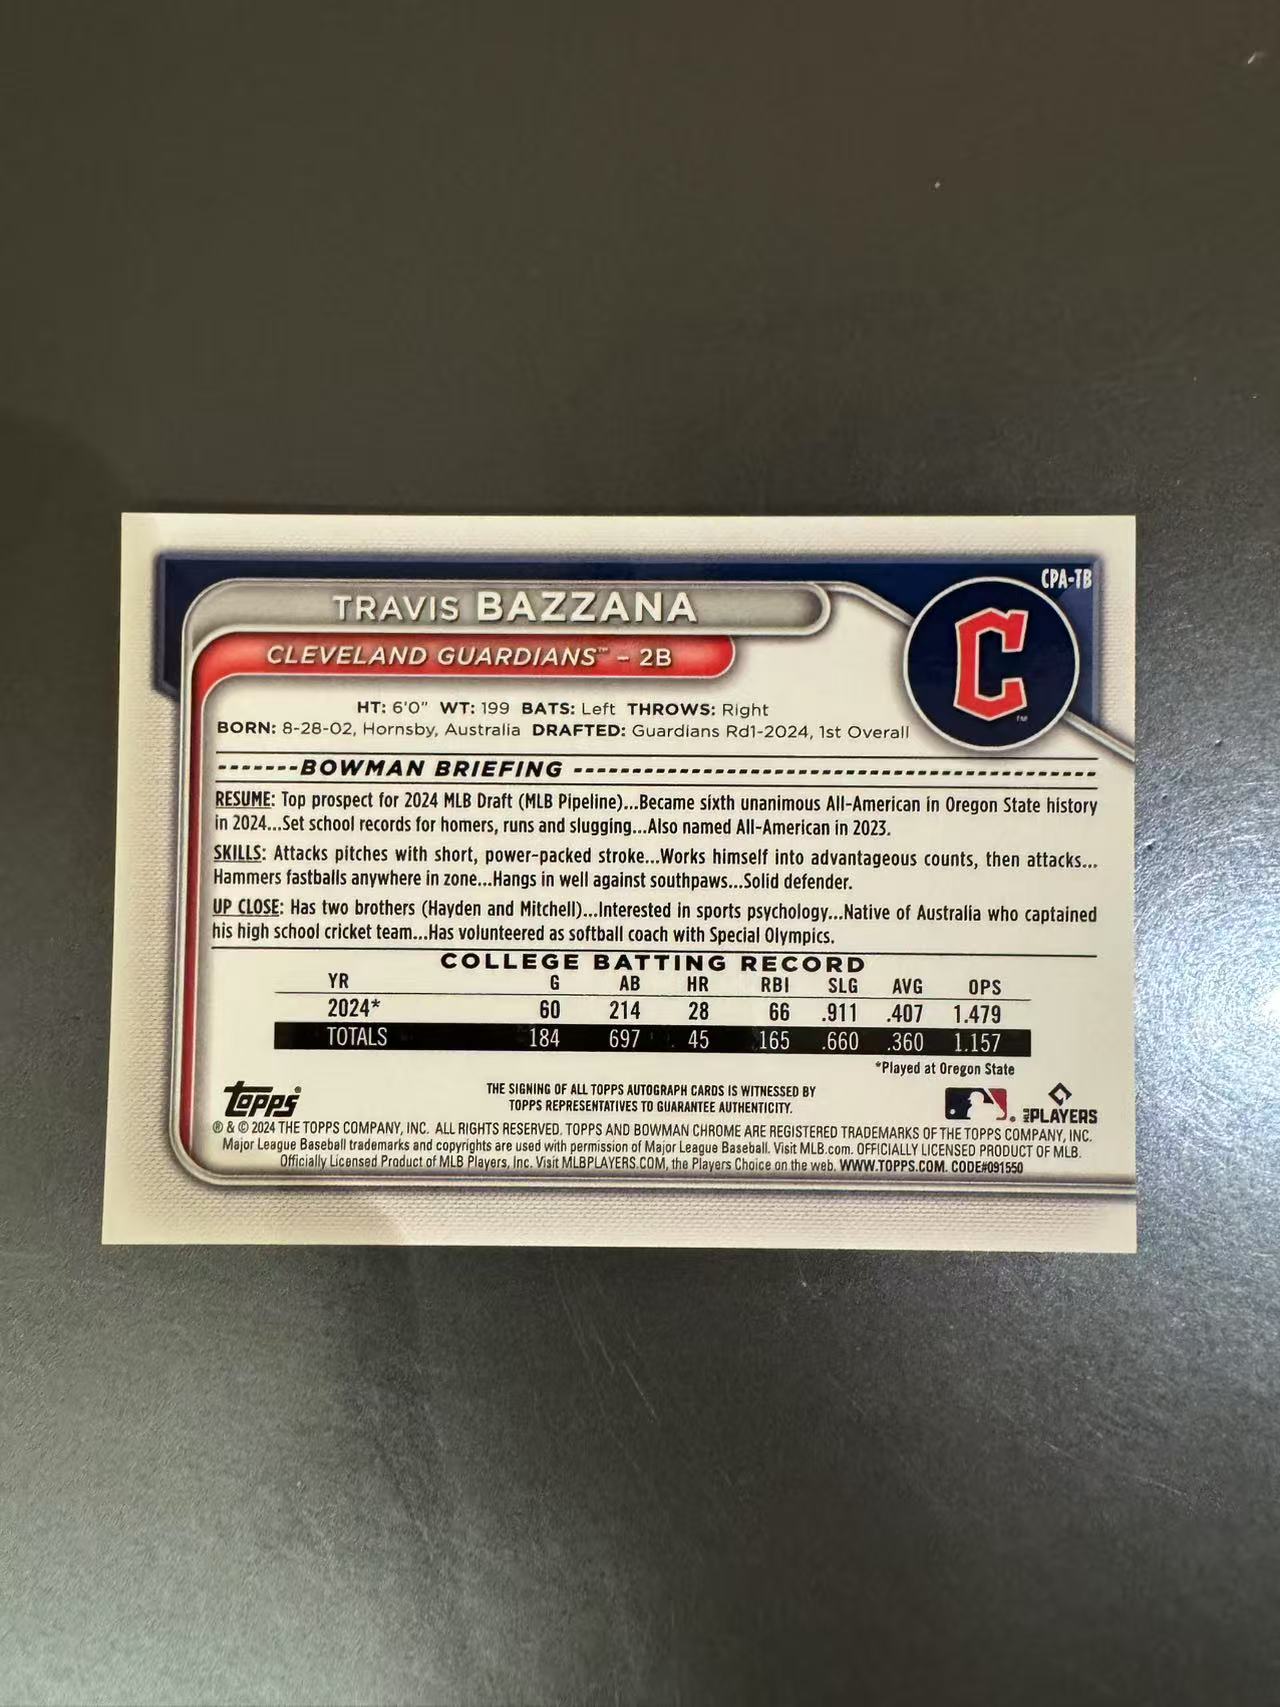 CPA-TB
TRAVIS BAZZANA
C
CLEVELAND GUARDIANS™ - 2B
TM
HT: 6'0" WT: 199 BATS: Left THROWS: Right
BORN: 8-28-02, Hornsby, Australia DRAFTED: Guardians Rd1-2024, 1st Overall
BOWMAN BRIEFING
RESUME: Top prospect for 2024 MLB Draft (MLB Pipeline)...Became sixth unanimous All-American in Oregon State history
in 2024...Set school records for homers, runs and slugging...Also named All-American in 2023.
SKILLS: Attacks pitches with short, power-packed stroke...Works himself into advantageous counts, then attacks...
Hammers fastballs anywhere in zone...Hangs in well against southpaws...Solid defender.
UP CLOSE: Has two brothers (Hayden and Mitchell)...Interested in sports psychology...Native of Australia who captained
his high school cricket team...Has volunteered as softball coach with Special Olympics.
COLLEGE BATTING RECORD
YR G AB HR RBI SLG AVG OPS
2024* 60 214 28 66 .911 .407 1.479
TOTALS 184 697 45 165 .660 .360 1.157
*Played at Oregon State
topps®
THE SIGNING OF ALL TOPPS AUTOGRAPH CARDS IS WITNESSED BY
TOPPS REPRESENTATIVES TO GUARANTEE AUTHENTICITY.
MLB PLAYERS
® & © 2024 THE TOPPS COMPANY, INC. ALL RIGHTS RESERVED. TOPPS AND BOWMAN CHROME ARE REGISTERED TRADEMARKS OF THE TOPPS COMPANY, INC.
Major League Baseball trademarks and copyrights are used with permission of Major League Baseball. Visit MLB.com. OFFICIALLY LICENSED PRODUCT OF MLB.
Officially Licensed Product of MLB Players, Inc. Visit MLBPLAYERS.COM, the Players Choice on the web. WWW.TOPPS.COM. CODE#091550